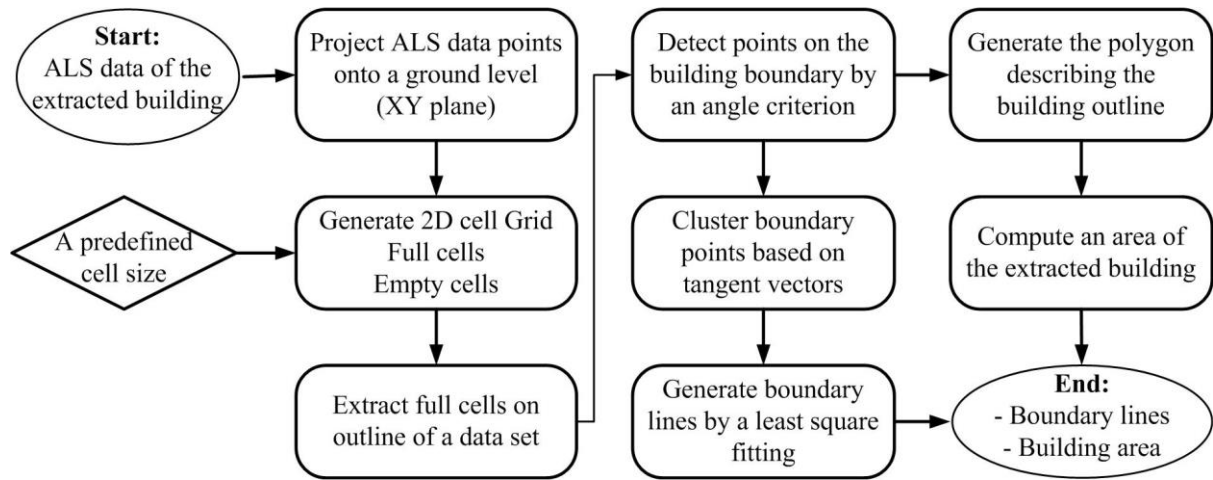 Start:
ALS data of the
extracted building
Project ALS data points
onto a ground level
(XY plane)
A predefined
cell size
Generate 2D cell Grid
Full cells
Empty cells
Extract full cells on
outline of a data set
Detect points on the
building boundary by
an angle criterion
Cluster boundary
points based on
tangent vectors
Generate boundary
lines by a least square
fitting
Generate the polygon
describing the
building outline
Compute an area of
the extracted building
End:
- Boundary lines
- Building area